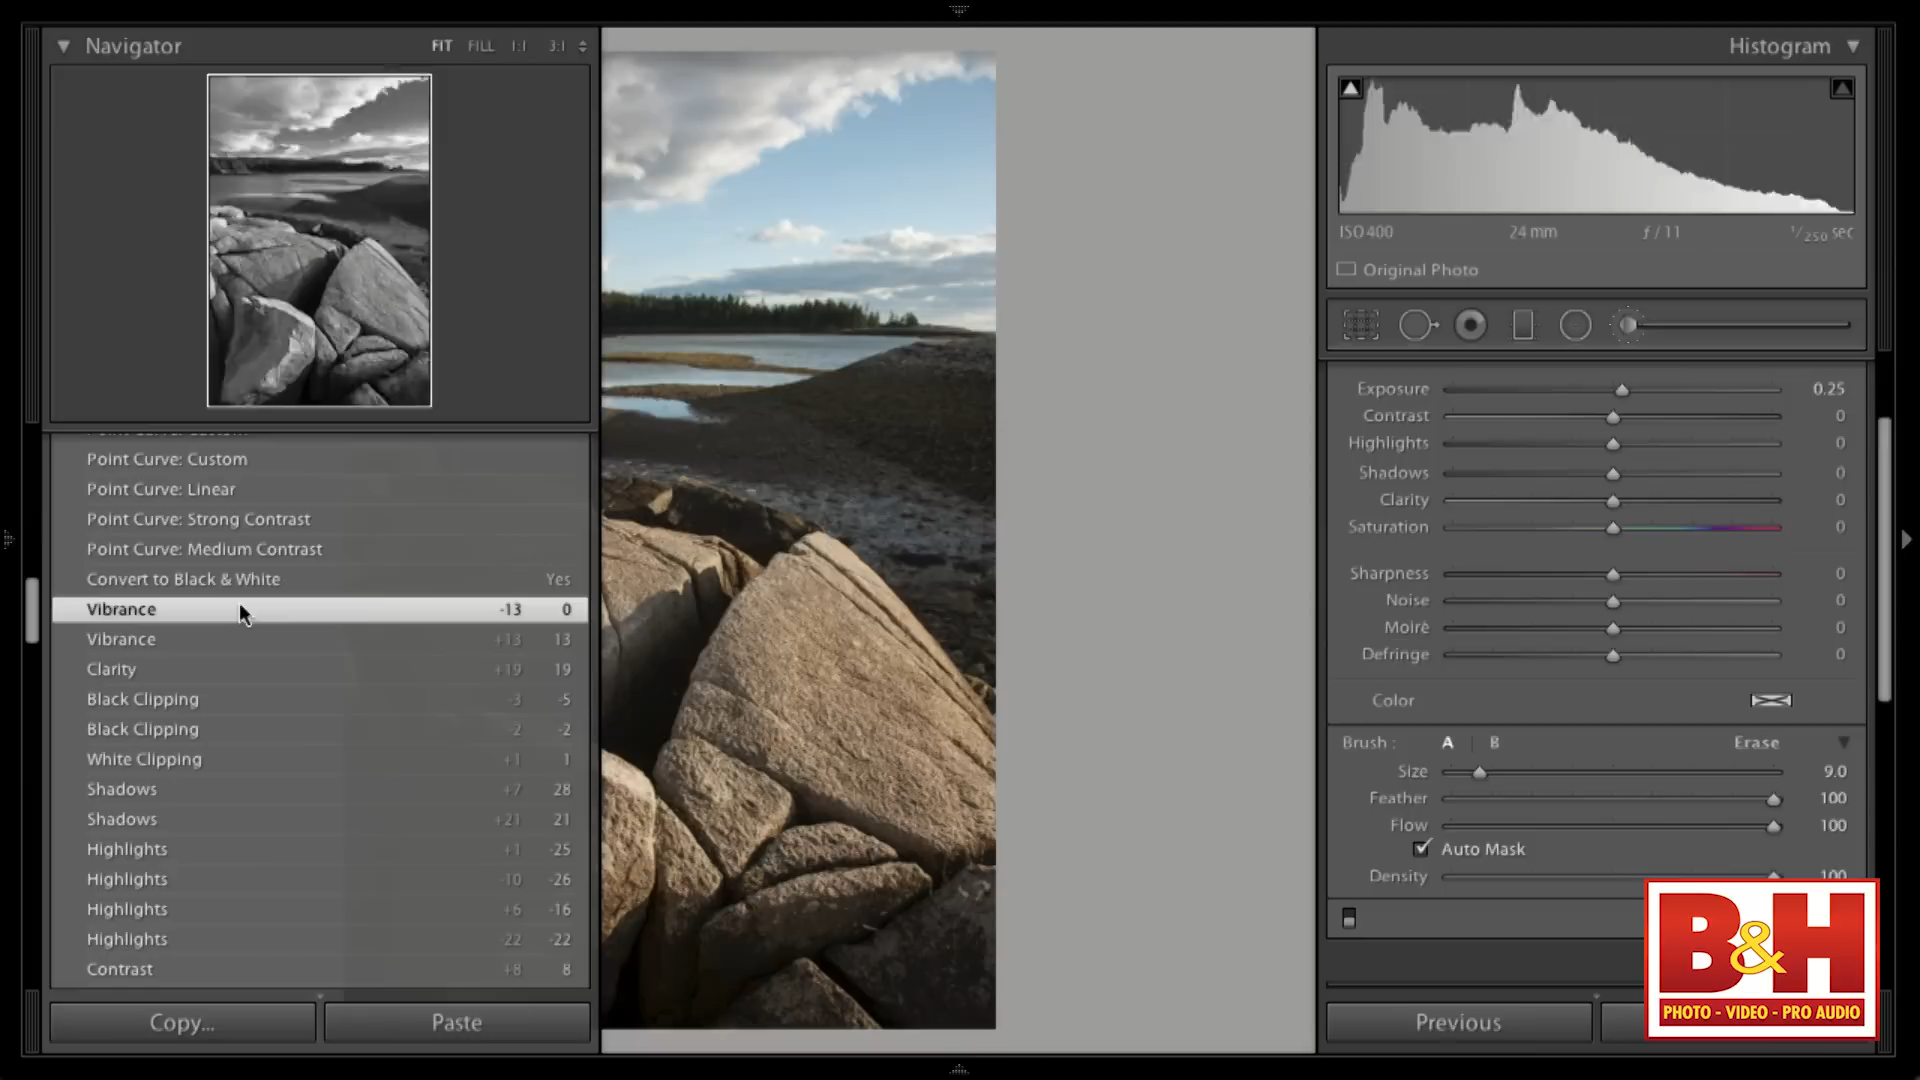 Navigator FIT FILL 1:1 3:1
Point Curve: Custom
Point Curve: Linear
Point Curve: Strong Contrast
Point Curve: Medium Contrast
Convert to Black & White Yes
Vibrance -13 0
Vibrance +13 13
Clarity +19 19
Black Clipping -3 -5
Black Clipping -2 -2
White Clipping +1 1
Shadows +7 28
Shadows +21 21
Highlights +1 -25
Highlights -10 -26
Highlights +6 -16
Highlights -22 -22
Contrast +8 8
Copy... Paste
Histogram
ISO 400 24 mm f / 11 1/250 sec
Original Photo
Exposure 0.25
Contrast 0
Highlights 0
Shadows 0
Clarity 0
Saturation 0
Sharpness 0
Noise 0
Moiré 0
Defringe 0
Color
Brush : A B Erase
Size 9.0
Feather 100
Flow 100
Auto Mask
Density 100
Previous
B&H
PHOTO - VIDEO - PRO AUDIO